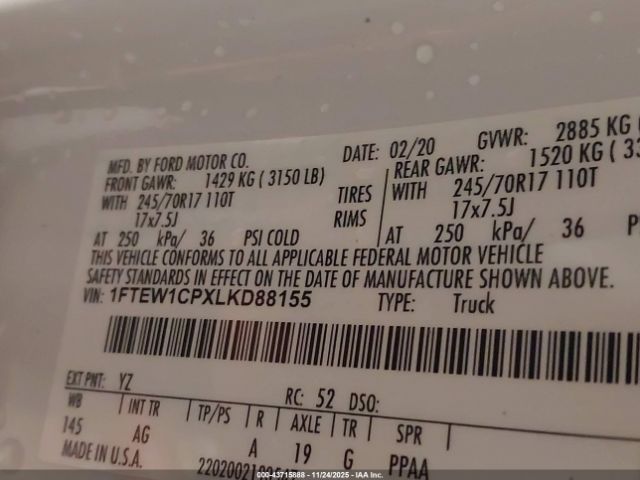 MFD. BY FORD MOTOR CO. DATE: 02/20 GVWR: 2885 KG (
FRONT GAWR: 1429 KG ( 3150 LB) REAR GAWR: 1520 KG ( 33
WITH 245/70R17 110T TIRES WITH 245/70R17 110T
17x7.5J RIMS 17x7.5J
AT 250 kPa/ 36 PSI COLD AT 250 kPa/ 36 PS
THIS VEHICLE CONFORMS TO ALL APPLICABLE FEDERAL MOTOR VEHICLE
SAFETY STANDARDS IN EFFECT ON THE DATE OF MANUFACTURE SHOWN ABOVE.
VIN: 1FTEW1CPXLKD88155 TYPE: Truck
EXT PNT: YZ RC: 52 DSO:
WB INT TR TP/PS R AXLE TR SPR
145 AG A 19 G PPAA
MADE IN U.S.A.
000-43715888 - 11/24/2025 - IAA Inc.